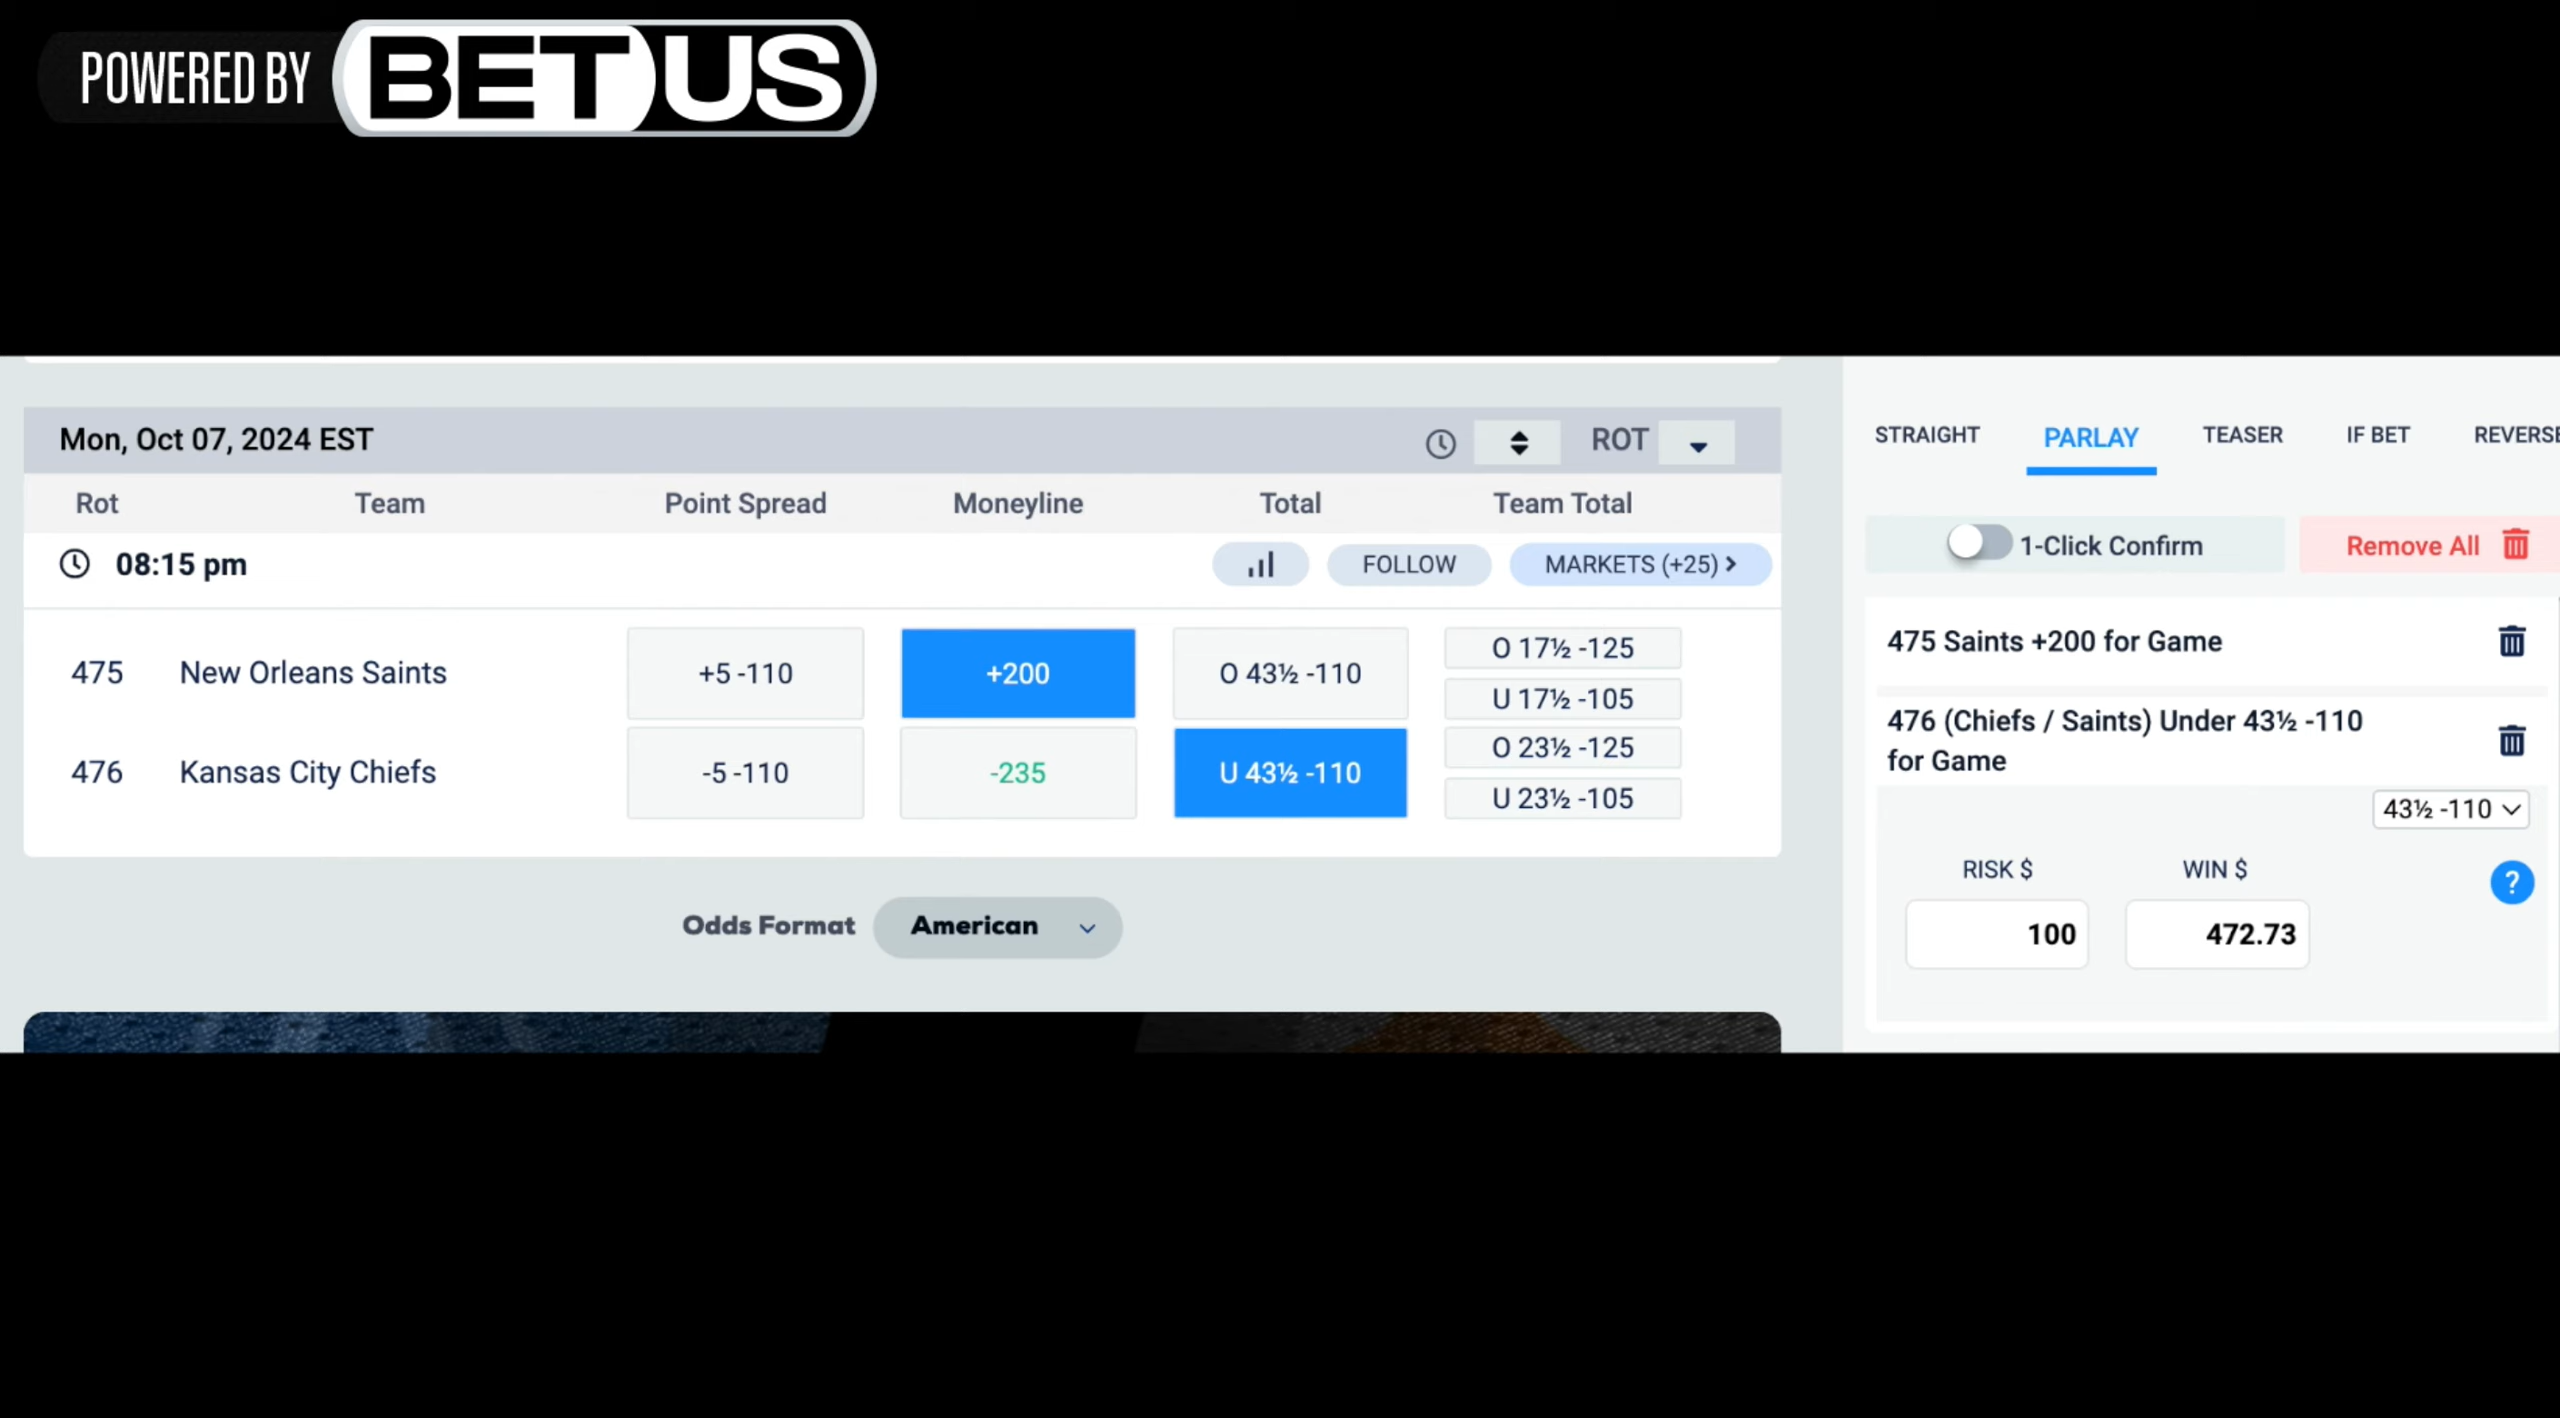 POWERED BY BETUS
Mon, Oct 07, 2024 EST ROT
Rot Team Point Spread Moneyline Total Team Total
08:15 pm FOLLOW MARKETS (+25)
475 New Orleans Saints +5 -110 +200 O 43½ -110 O 17½ -125
U 17½ -105
476 Kansas City Chiefs -5 -110 -235 U 43½ -110 O 23½ -125
U 23½ -105
Odds Format American
STRAIGHT PARLAY TEASER IF BET REVERSE
1-Click Confirm Remove All
475 Saints +200 for Game
476 (Chiefs / Saints) Under 43½ -110
for Game
43½ -110
RISK $ WIN $
?
100 472.73